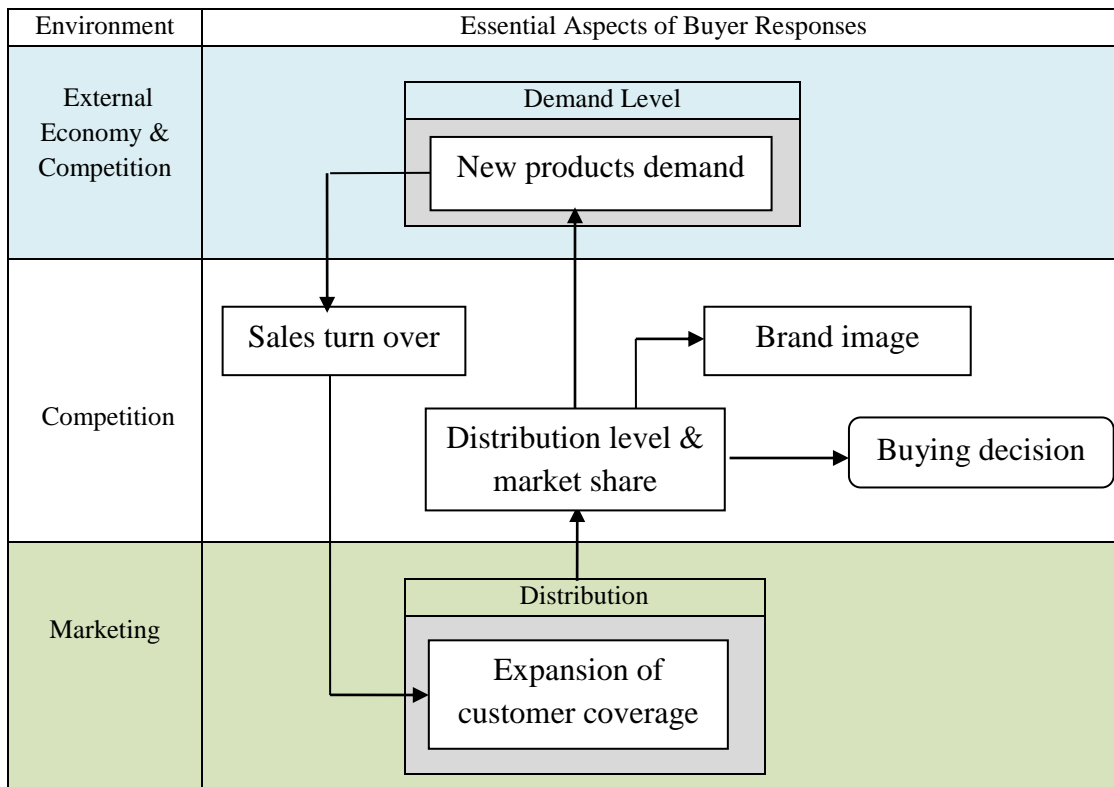 Environment
Essential Aspects of Buyer Responses
External
Economy &
Competition
Demand Level
New products demand
Sales turn over
Brand image
Competition
Distribution level &
market share
Buying decision
Marketing
Distribution
Expansion of
customer coverage